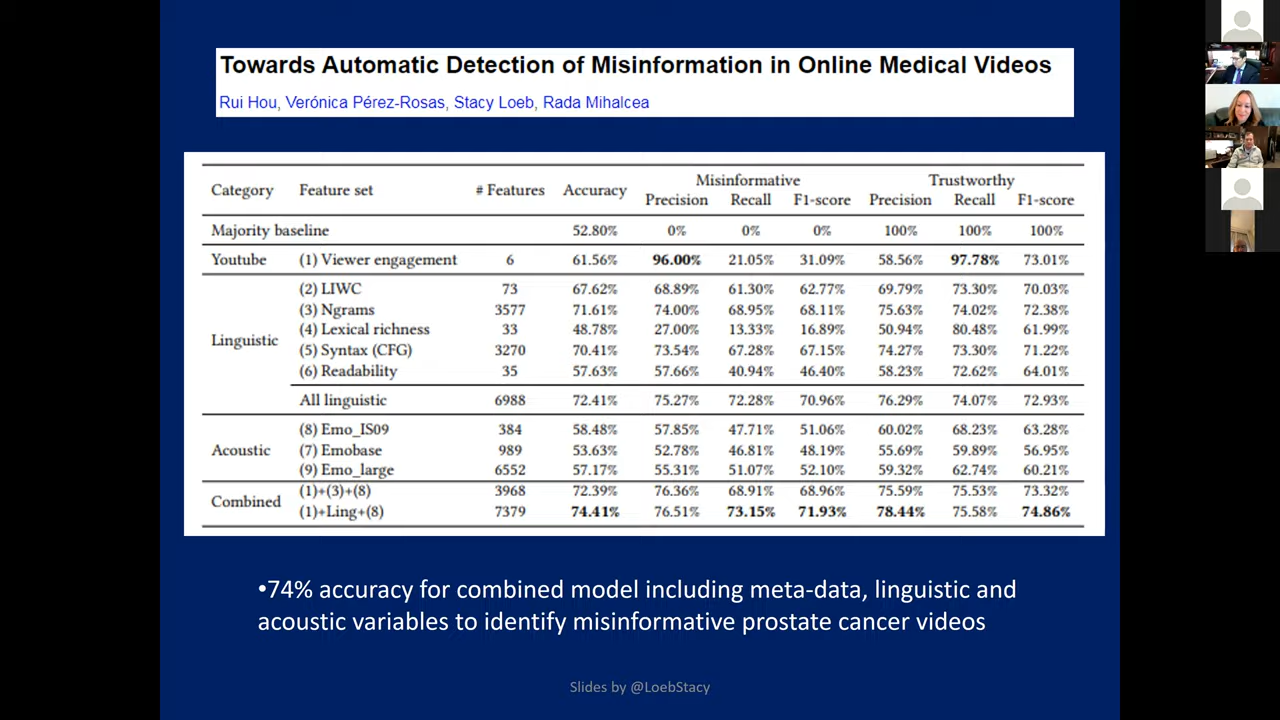 Towards Automatic Detection of Misinformation in Online Medical Videos
Rui Hou, Verónica Pérez-Rosas, Stacy Loeb, Rada Mihalcea
Category Feature set # Features Accuracy Misinformative Trustworthy
Precision Recall F1-score Precision Recall F1-score
Majority baseline 52.80% 0% 0% 0% 100% 100% 100%
Youtube (1) Viewer engagement 6 61.56% 96.00% 21.05% 31.09% 58.56% 97.78% 73.01%
Linguistic
(2) LIWC 73 67.62% 68.89% 61.30% 62.77% 69.79% 73.30% 70.03%
(3) Ngrams 3577 71.61% 74.00% 68.95% 68.11% 75.63% 74.02% 72.38%
(4) Lexical richness 33 48.78% 27.00% 13.33% 16.89% 50.94% 80.48% 61.99%
(5) Syntax (CFG) 3270 70.41% 73.54% 67.28% 67.15% 74.27% 73.30% 71.22%
(6) Readability 35 57.63% 57.66% 40.94% 46.40% 58.23% 72.62% 64.01%
All linguistic 6988 72.41% 75.27% 72.28% 70.96% 76.29% 74.07% 72.93%
Acoustic
(8) Emo_IS09 384 58.48% 57.85% 47.71% 51.06% 60.02% 68.23% 63.28%
(7) Emobase 989 53.63% 52.78% 46.81% 48.19% 55.69% 59.89% 56.95%
(9) Emo_large 6552 57.17% 55.31% 51.07% 52.10% 59.32% 62.74% 60.21%
Combined
(1)+(3)+(8) 3968 72.39% 76.36% 68.91% 68.96% 75.59% 75.53% 73.32%
(1)+Ling+(8) 7379 74.41% 76.51% 73.15% 71.93% 78.44% 75.58% 74.86%
•74% accuracy for combined model including meta-data, linguistic and
acoustic variables to identify misinformative prostate cancer videos
Slides by @LoebStacy